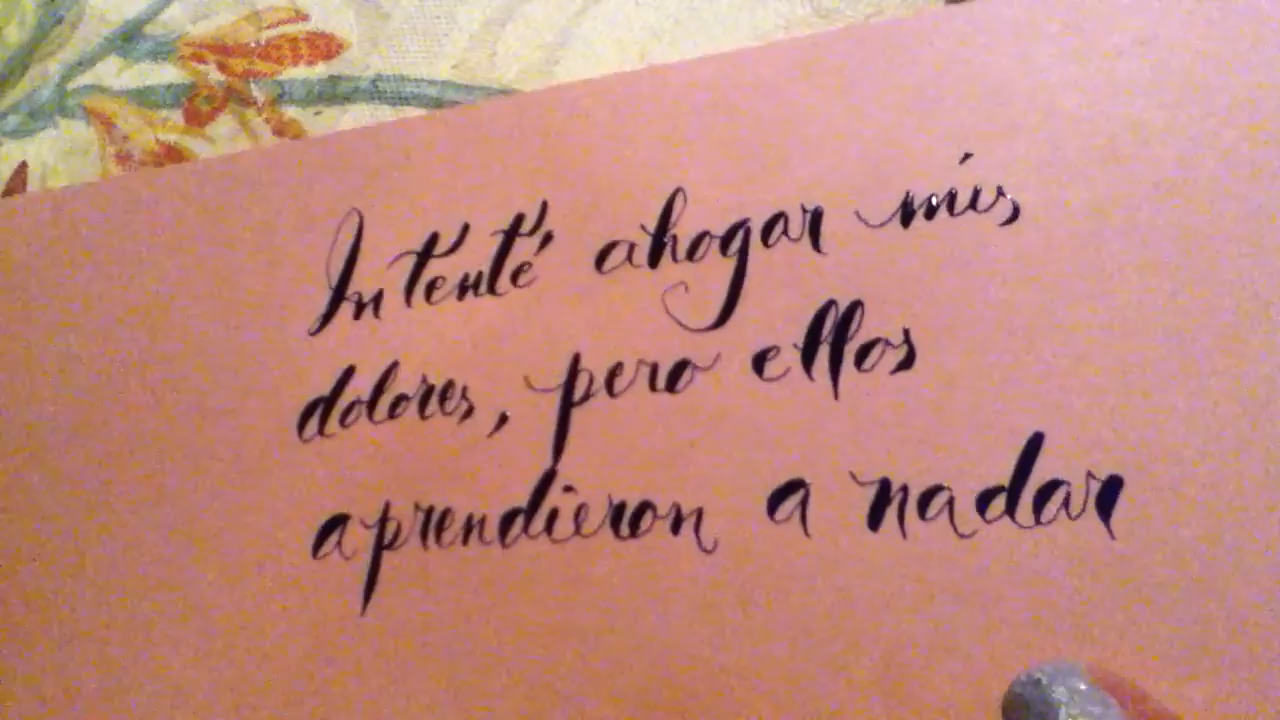 Intenté ahogar mis
dolores, pero ellos
aprendieron a nadar